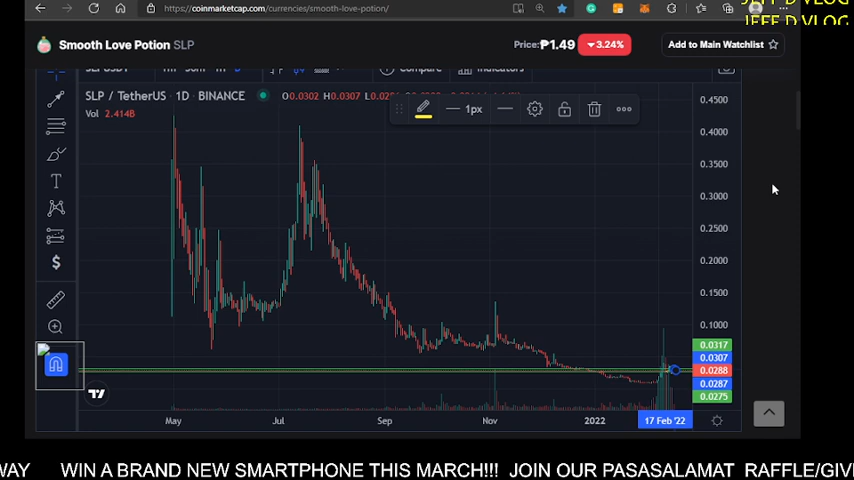 JEFF D VLOG
https://coinmarketcap.com/currencies/smooth-love-potion/
JEFF D VLOG
Smooth Love Potion SLP
Price:₱1.49 ▾3.24%
Add to Main Watchlist
Compare
Indicators
SLP / TetherUS · 1D · BINANCE
O0.0302 H0.0307
Vol 2.414B
1px
0.4500
0.4000
0.3500
0.3000
0.2500
0.2000
0.1500
0.1000
0.0317
0.0307
0.0288
0.0287
0.0275
May Jul Sep Nov 2022 17 Feb '22
WAY WIN A BRAND NEW SMARTPHONE THIS MARCH!!! JOIN OUR PASASALAMAT RAFFLE/GIV